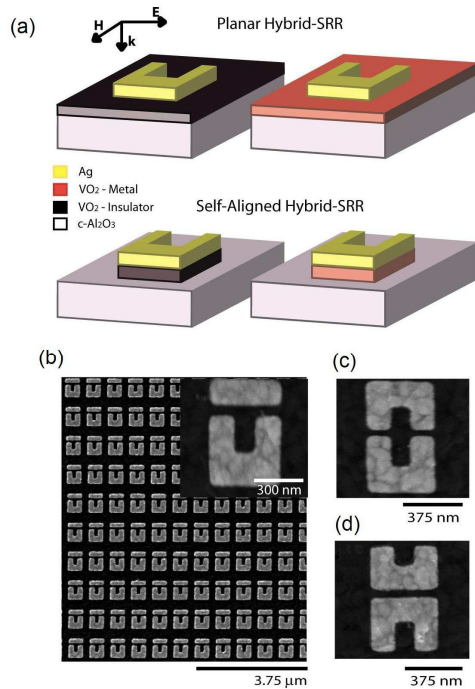 (a)
Planar Hybrid-SRR
H
E
k
Ag
VO₂ - Metal
VO₂ - Insulator
c-Al₂O₃
Self-Aligned Hybrid-SRR
(b)
300 nm
3.75 µm
(c)
375 nm
(d)
375 nm